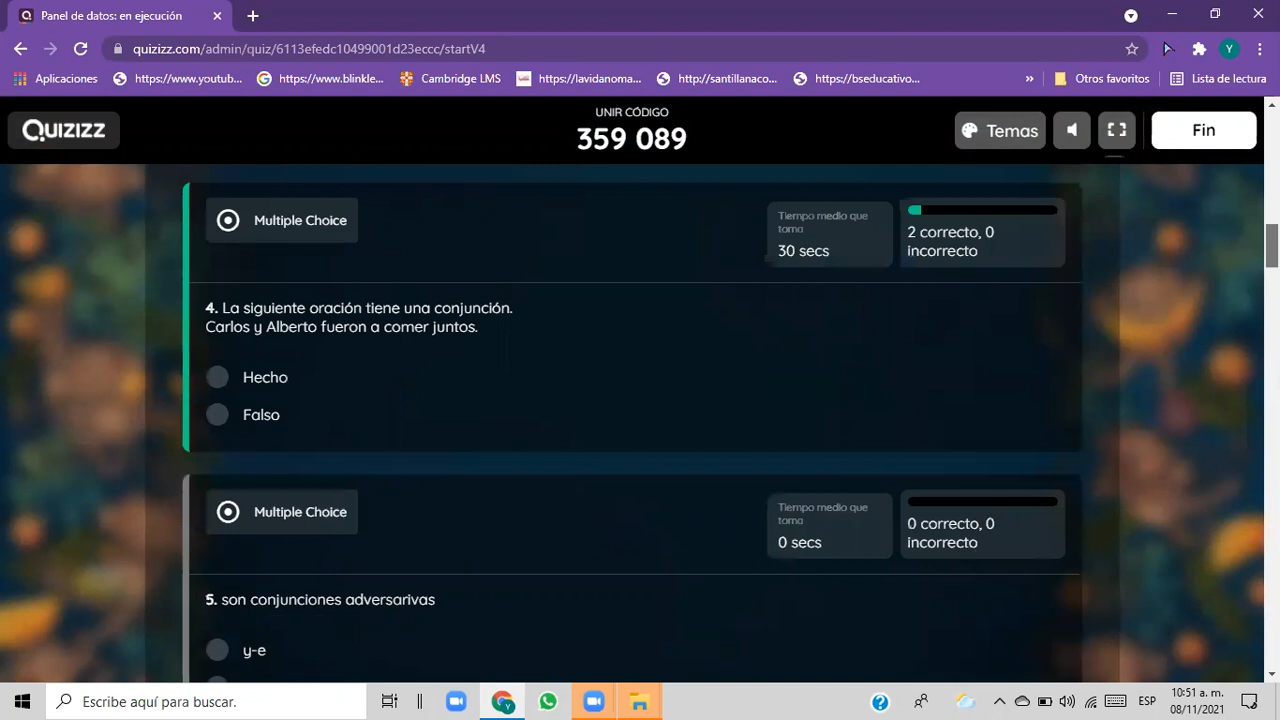 Panel de datos: en ejecución
quizizz.com/admin/quiz/6113efedc10499001d23eccc/startV4
Y
Aplicaciones
https://www.youtub...
https://www.blinkle...
Cambridge LMS
https://lavidanoma...
http://santillanaco...
https://bseducativo...
»
Otros favoritos
Lista de lectura
QUIZIZZ
UNIR CÓDIGO
359 089
Temas
Fin
Multiple Choice
Tiempo medio que
toma
30 secs
2 correcto, 0
incorrecto
4. La siguiente oración tiene una conjunción.
Carlos y Alberto fueron a comer juntos.
Hecho
Falso
Multiple Choice
Tiempo medio que
toma
0 secs
0 correcto, 0
incorrecto
5. son conjunciones adversarivas
y-e
Escribe aquí para buscar.
ESP
10:51 a. m.
08/11/2021